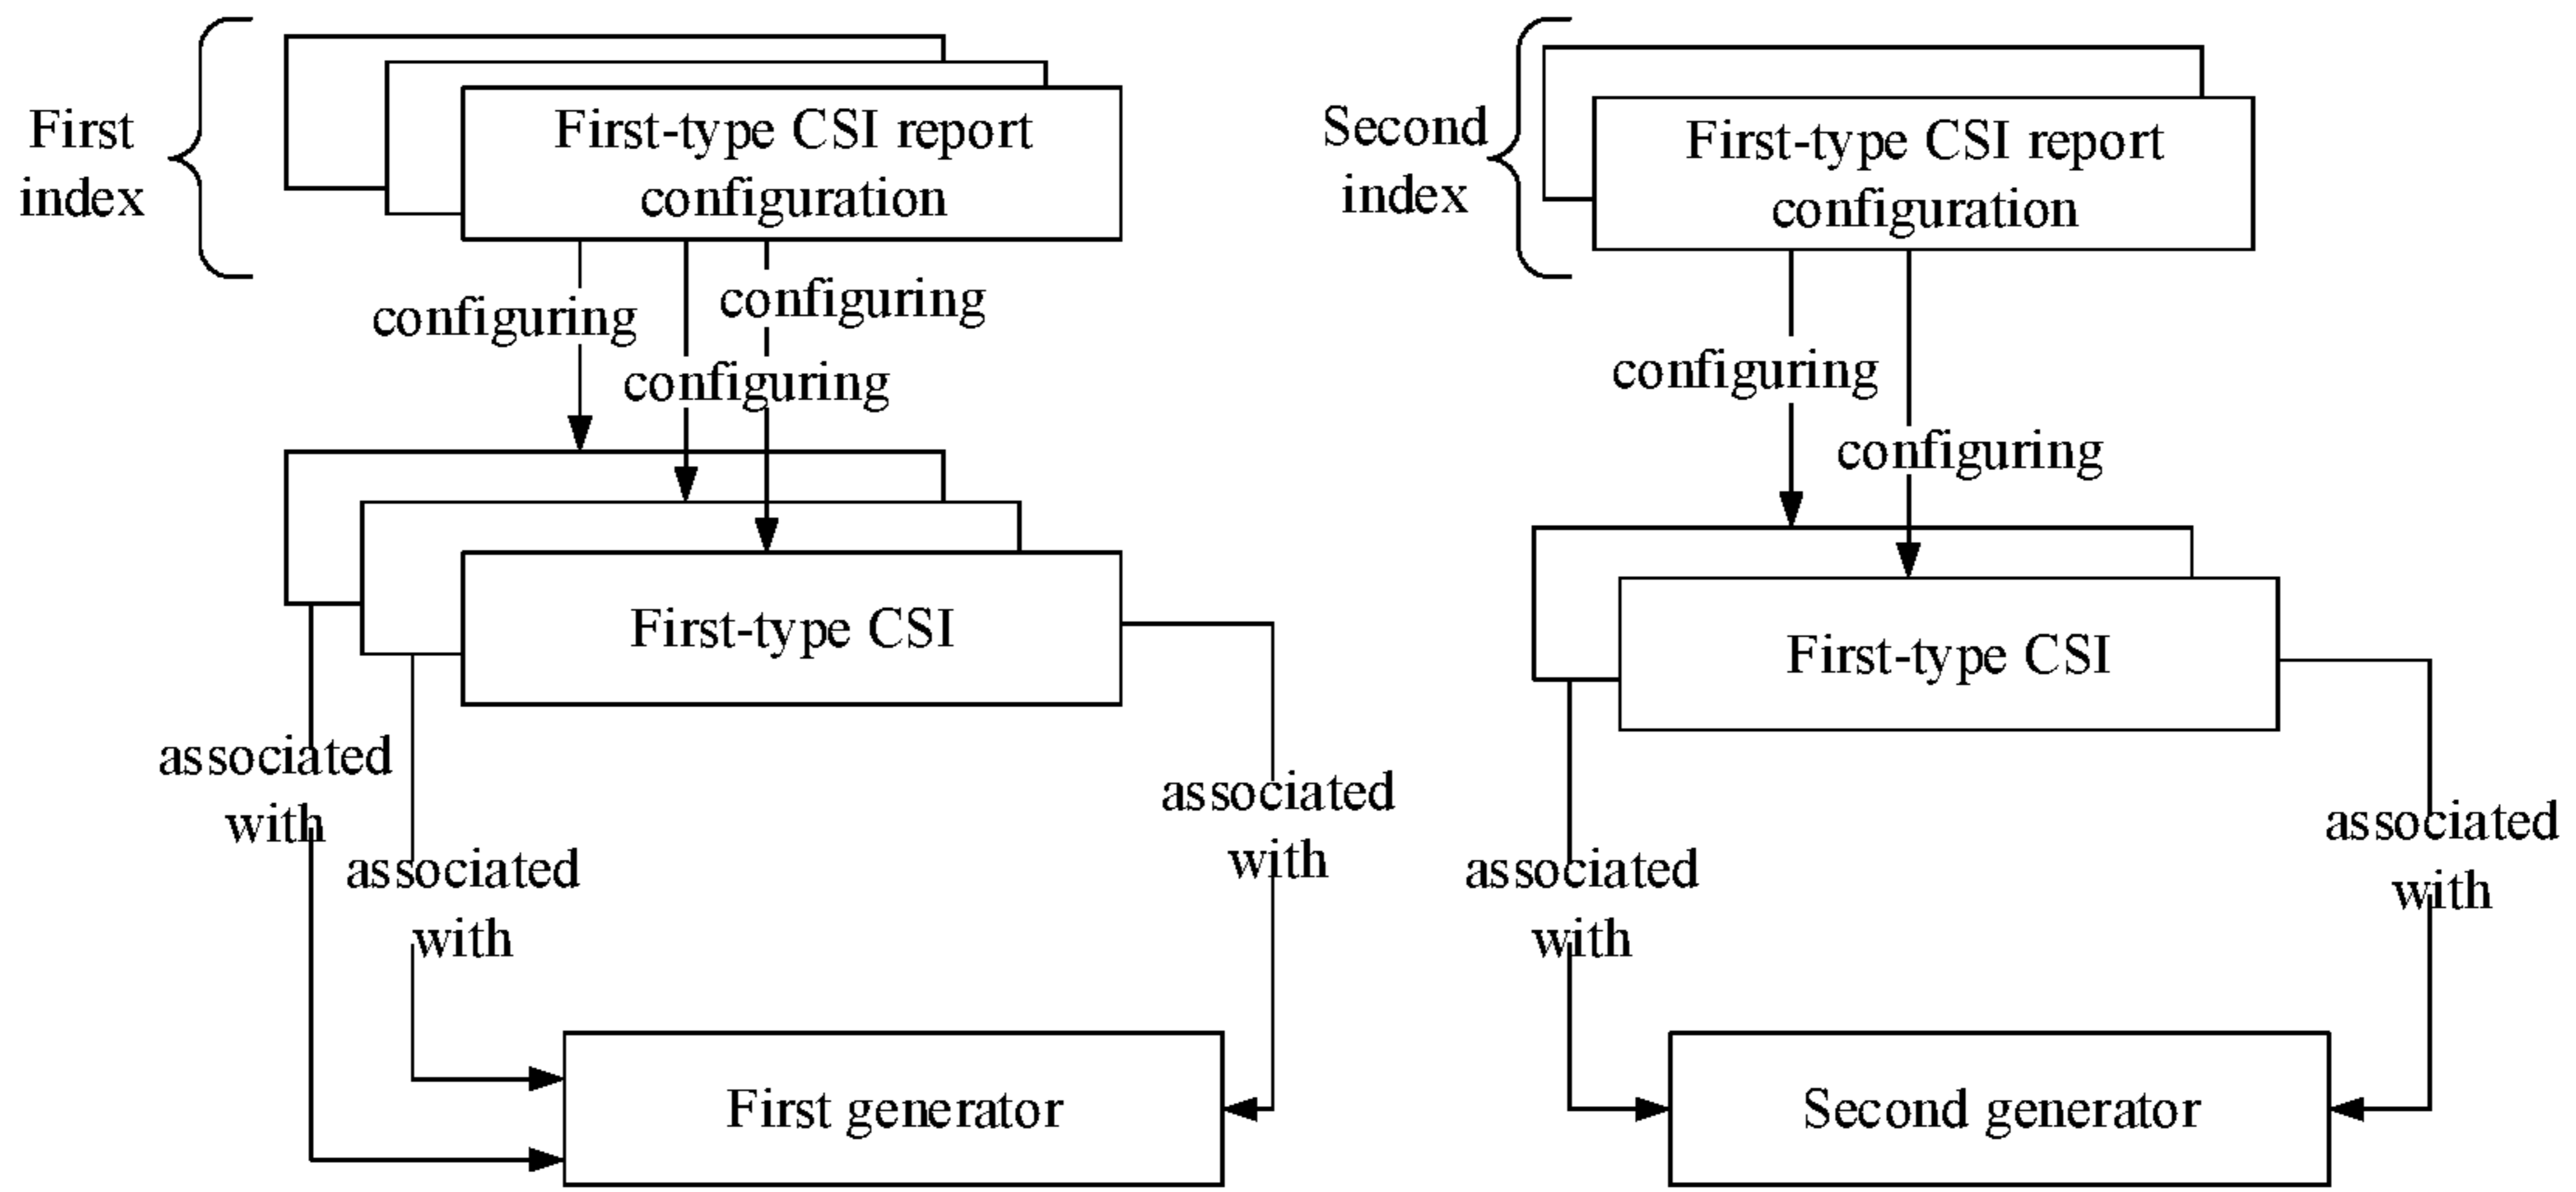 First
index
First-type CSI report
configuration
configuring
configuring
configuring
First-type CSI
associated
with
associated
with
associated
with
First generator
Second
index
First-type CSI report
configuration
configuring
configuring
First-type CSI
associated
with
associated
with
Second generator